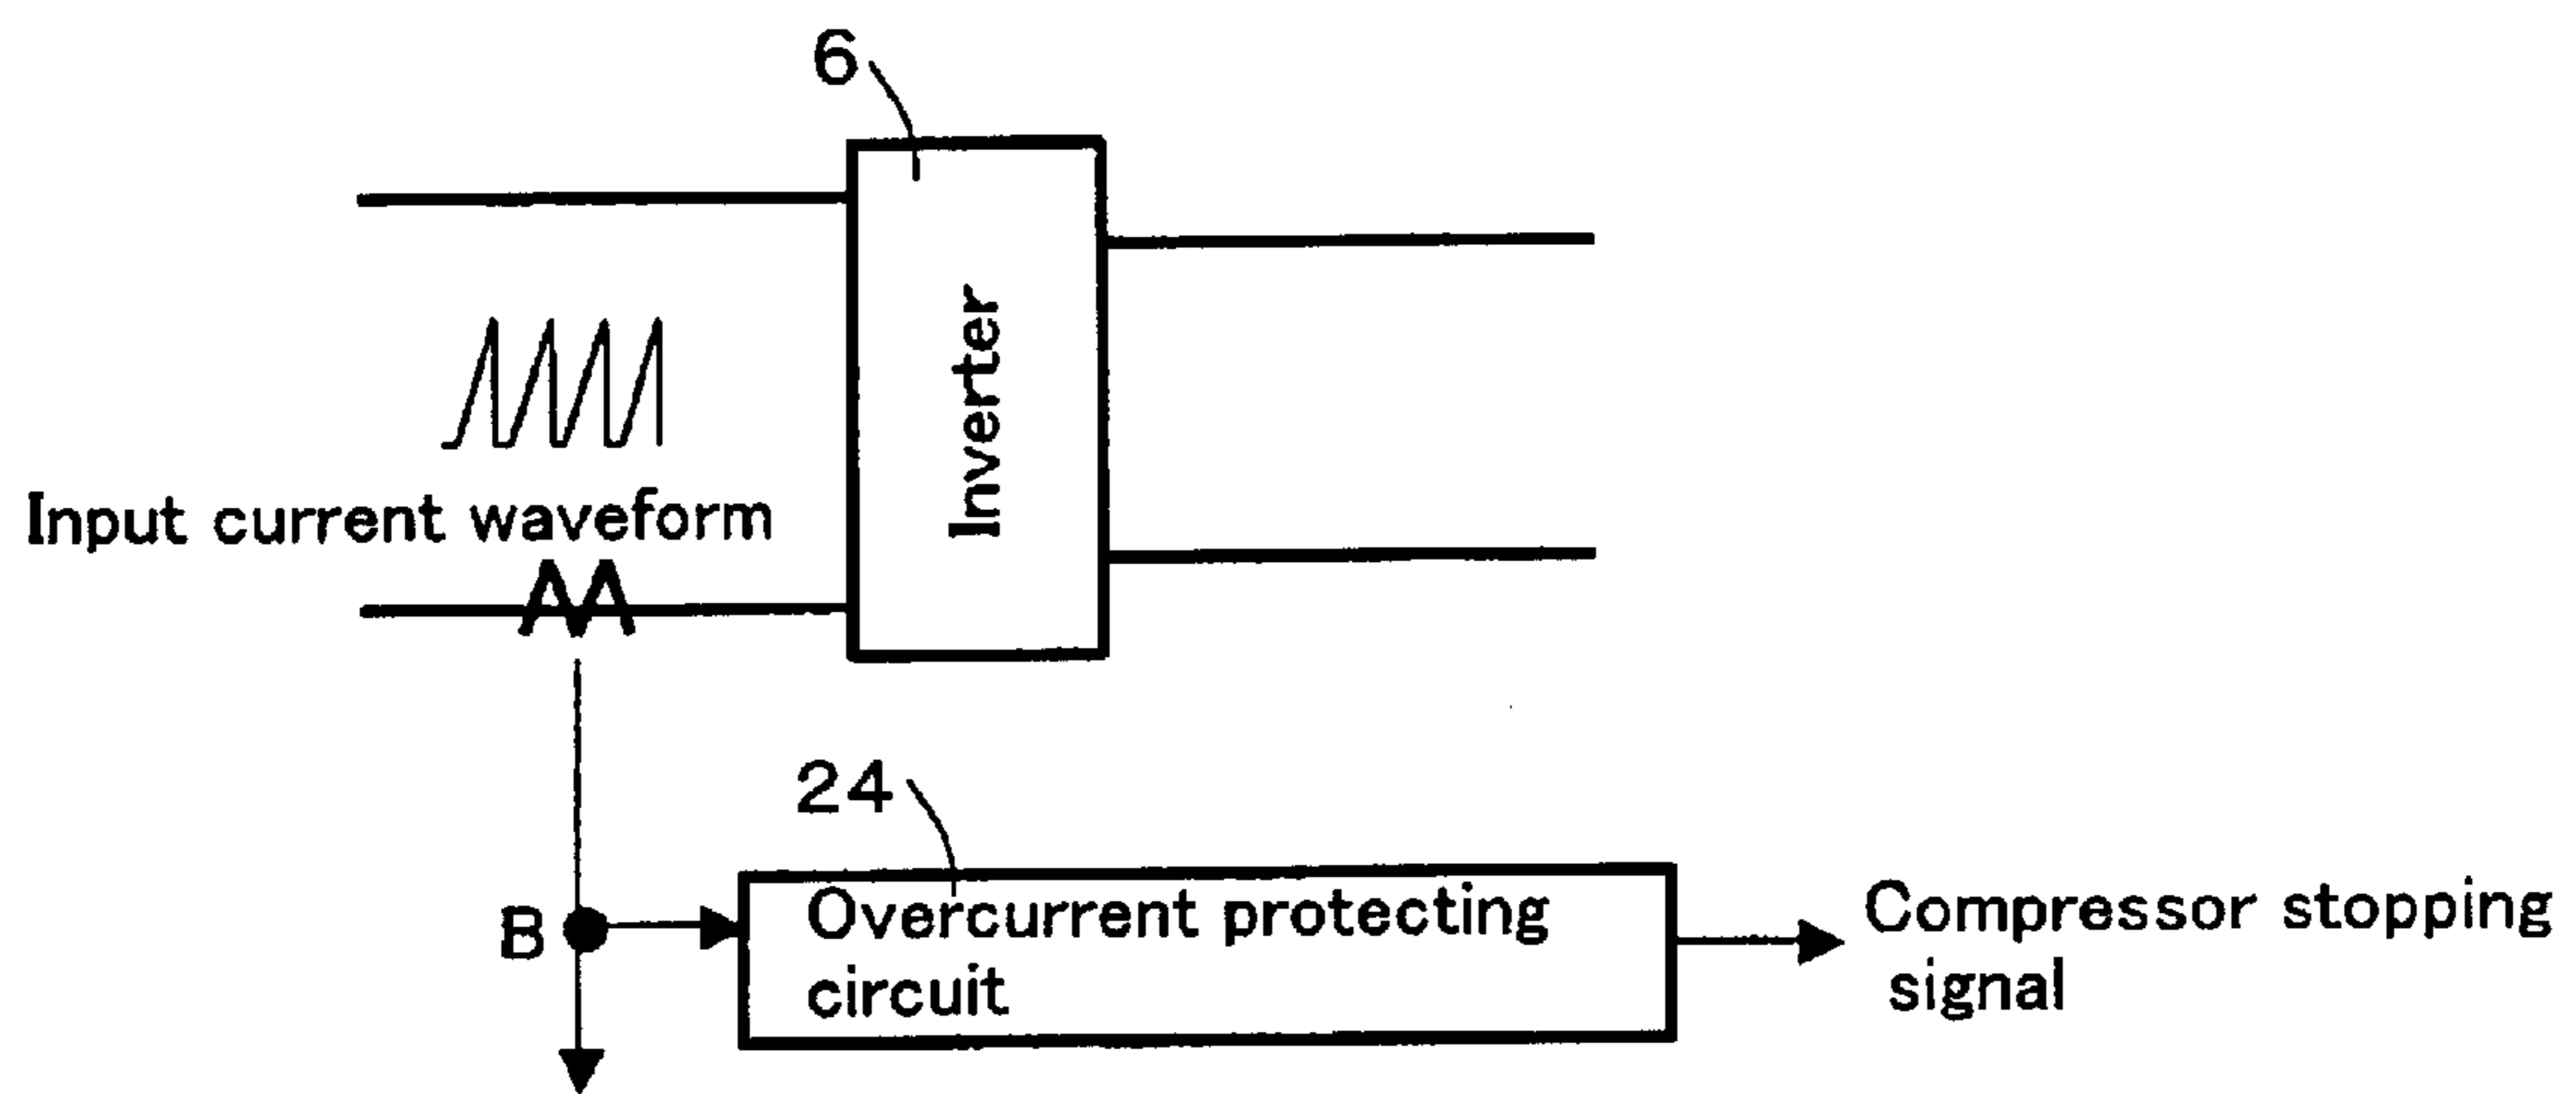 6
Inverter
Input current waveform
24
B
Overcurrent protecting
circuit
Compressor stopping
signal